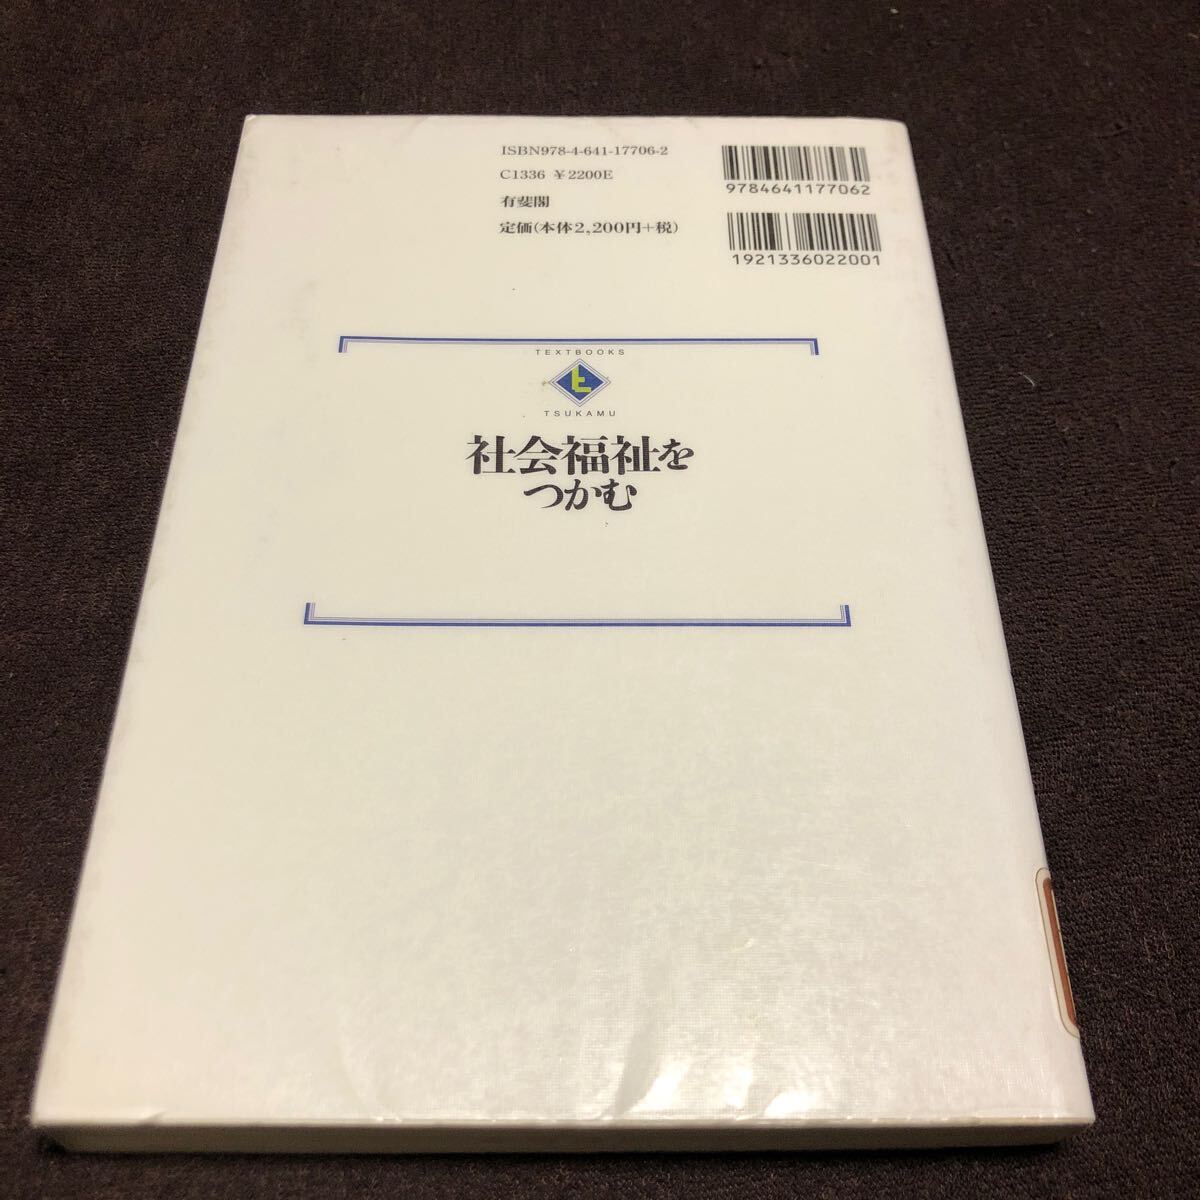 ISBN978-4-641-17706-2
C1336 ¥2200E
有斐閣
定価(本体2,200円+税)
9784641177062
1921336022001
TEXTBOOKS
TSUKAMU
社会福祉を
つかむ